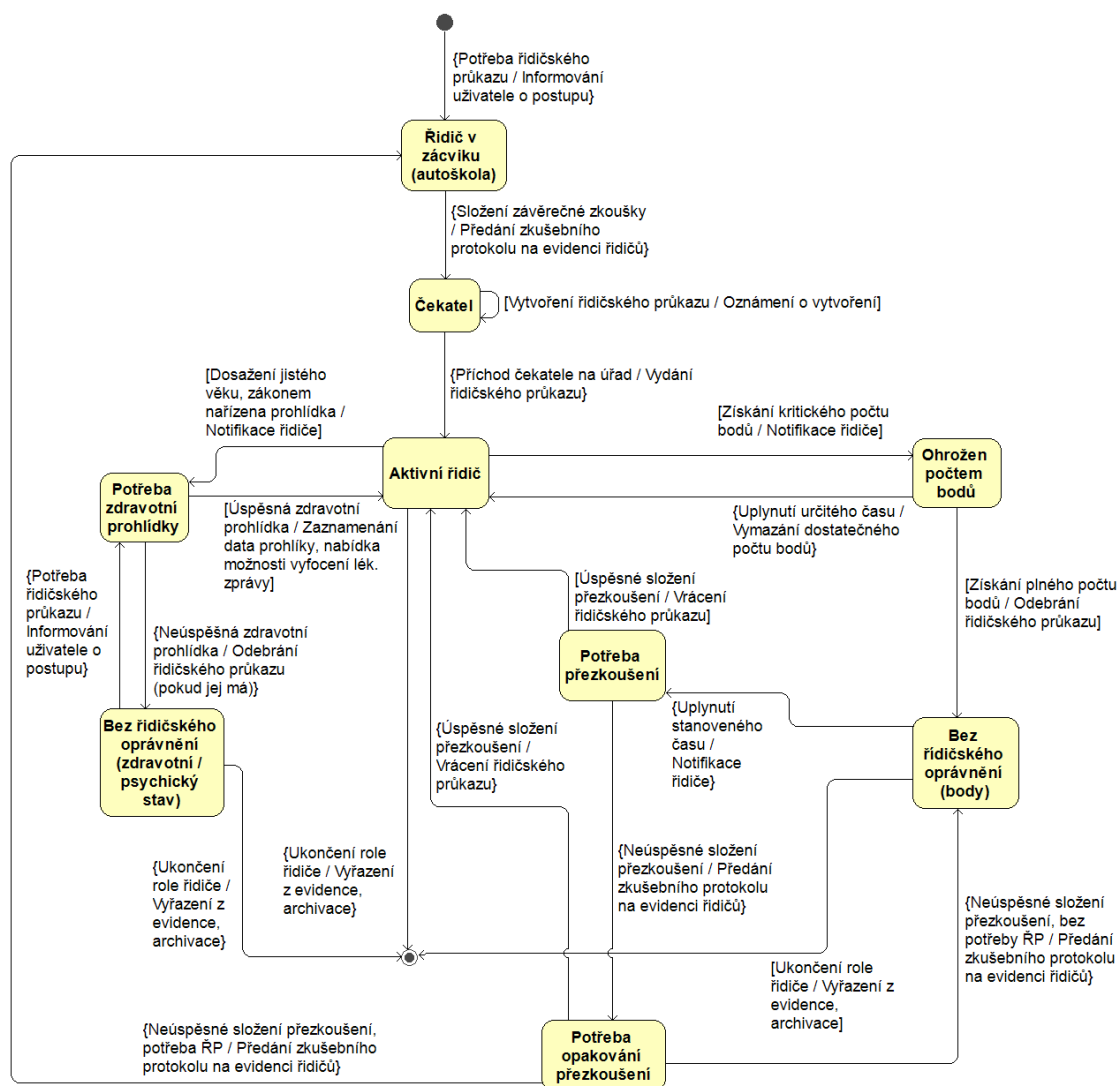 {Potřeba řidičského
průkazu / Informování
uživatele o postupu}
Řidič v
zácviku
(autoškola)
{Složení závěrečné zkoušky
/ Předání zkušebního
protokolu na evidenci řidičů}
Čekatel
[Vytvoření řidičského průkazu / Oznámení o vytvoření]
{Příchod čekatele na úřad / Vydání
řidičského průkazu}
[Dosažení jistého
věku, zákonem
nařízena prohlídka /
Notifikace řidiče]
[Získání kritického počtu
bodů / Notifikace řidiče]
Aktivní řidič
Ohrožen
počtem
bodů
Potřeba
zdravotní
prohlídky
[Úspěsná zdravotní
prohlídka / Zaznamenání
data prohlíky, nabídka
možnosti vyfocení lék.
zprávy]
{Uplynutí určitého času /
Vymazání dostatečného
počtu bodů}
{Potřeba
řidičského
průkazu /
Informování
uživatele o
postupu}
{Neúspěšná zdravotní
prohlídka / Odebrání
řidičského průkazu
(pokud jej má)}
[Úspěsné složení
přezkoušení / Vrácení
řidičského průkazu]
[Získání plného počtu
bodů / Odebrání
řidičského průkazu]
Potřeba
přezkoušení
Bez řidičského
oprávnění
(zdravotní /
psychický
stav)
{Úspěsné složení
přezkoušení /
Vrácení řidičského
průkazu}
{Uplynutí
stanoveného
času /
Notifikace
řidiče}
Bez
řídičského
oprávnění
(body)
{Ukončení
role řidiče /
Vyřazení z
evidence,
archivace}
{Ukončení role
řidiče / Vyřazení
z evidence,
archivace}
{Neúspěsné složení
přezkoušení / Předání
zkušebního protokolu
na evidenci řidičů}
{Neúspěsné složení
přezkoušení, bez
potřeby ŘP / Předání
zkušebního protokolu
na evidenci řidičů}
[Ukončení role
řidiče / Vyřazení z
evidence,
archivace]
{Neúspěsné složení přezkoušení,
potřeba ŘP / Předání zkušebního
protokolu na evidenci řidičů}
Potřeba
opakování
přezkoušení